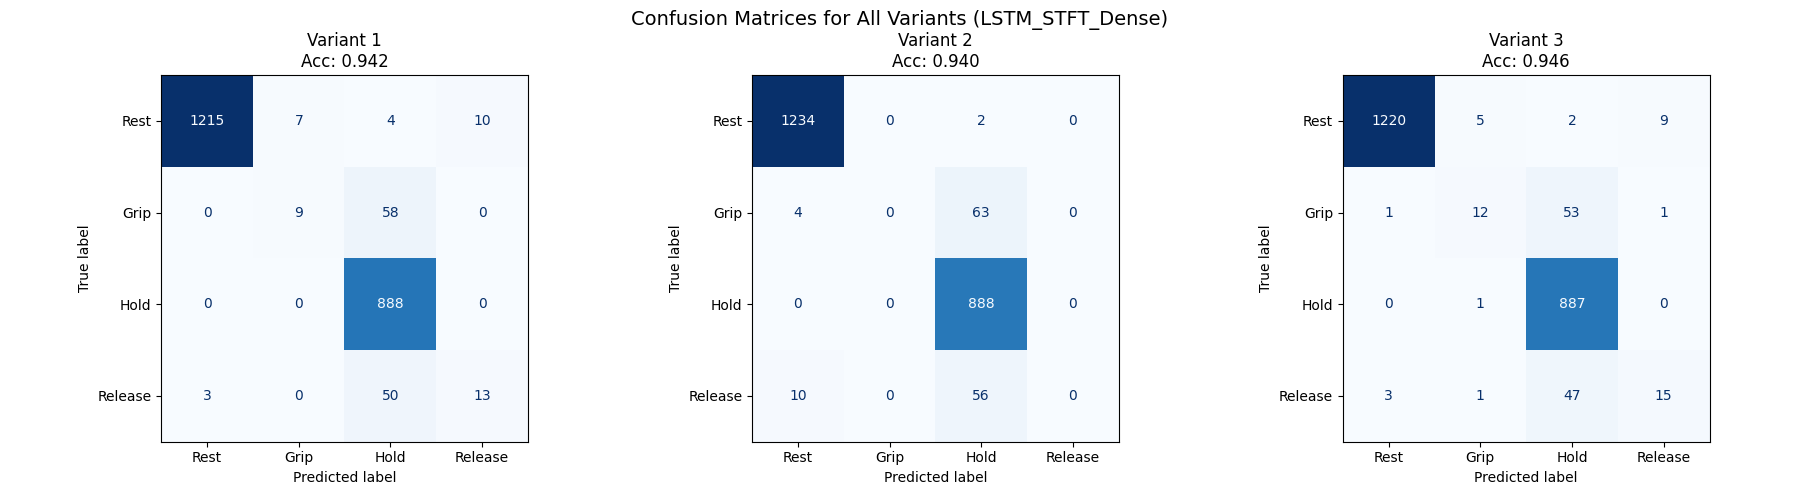 Confusion Matrices for All Variants (LSTM_STFT_Dense)
Variant 1
Acc: 0.942
True label
Rest 1215 7 4 10
Grip 0 9 58 0
Hold 0 0 888 0
Release 3 0 50 13
Rest Grip Hold Release
Predicted label
Variant 2
Acc: 0.940
True label
Rest 1234 0 2 0
Grip 4 0 63 0
Hold 0 0 888 0
Release 10 0 56 0
Rest Grip Hold Release
Predicted label
Variant 3
Acc: 0.946
True label
Rest 1220 5 2 9
Grip 1 12 53 1
Hold 0 1 887 0
Release 3 1 47 15
Rest Grip Hold Release
Predicted label